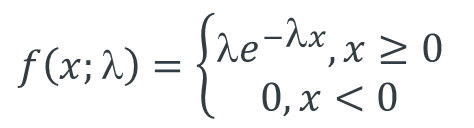 f(x; λ) = { λe^{−λx}, x ≥ 0
0, x < 0